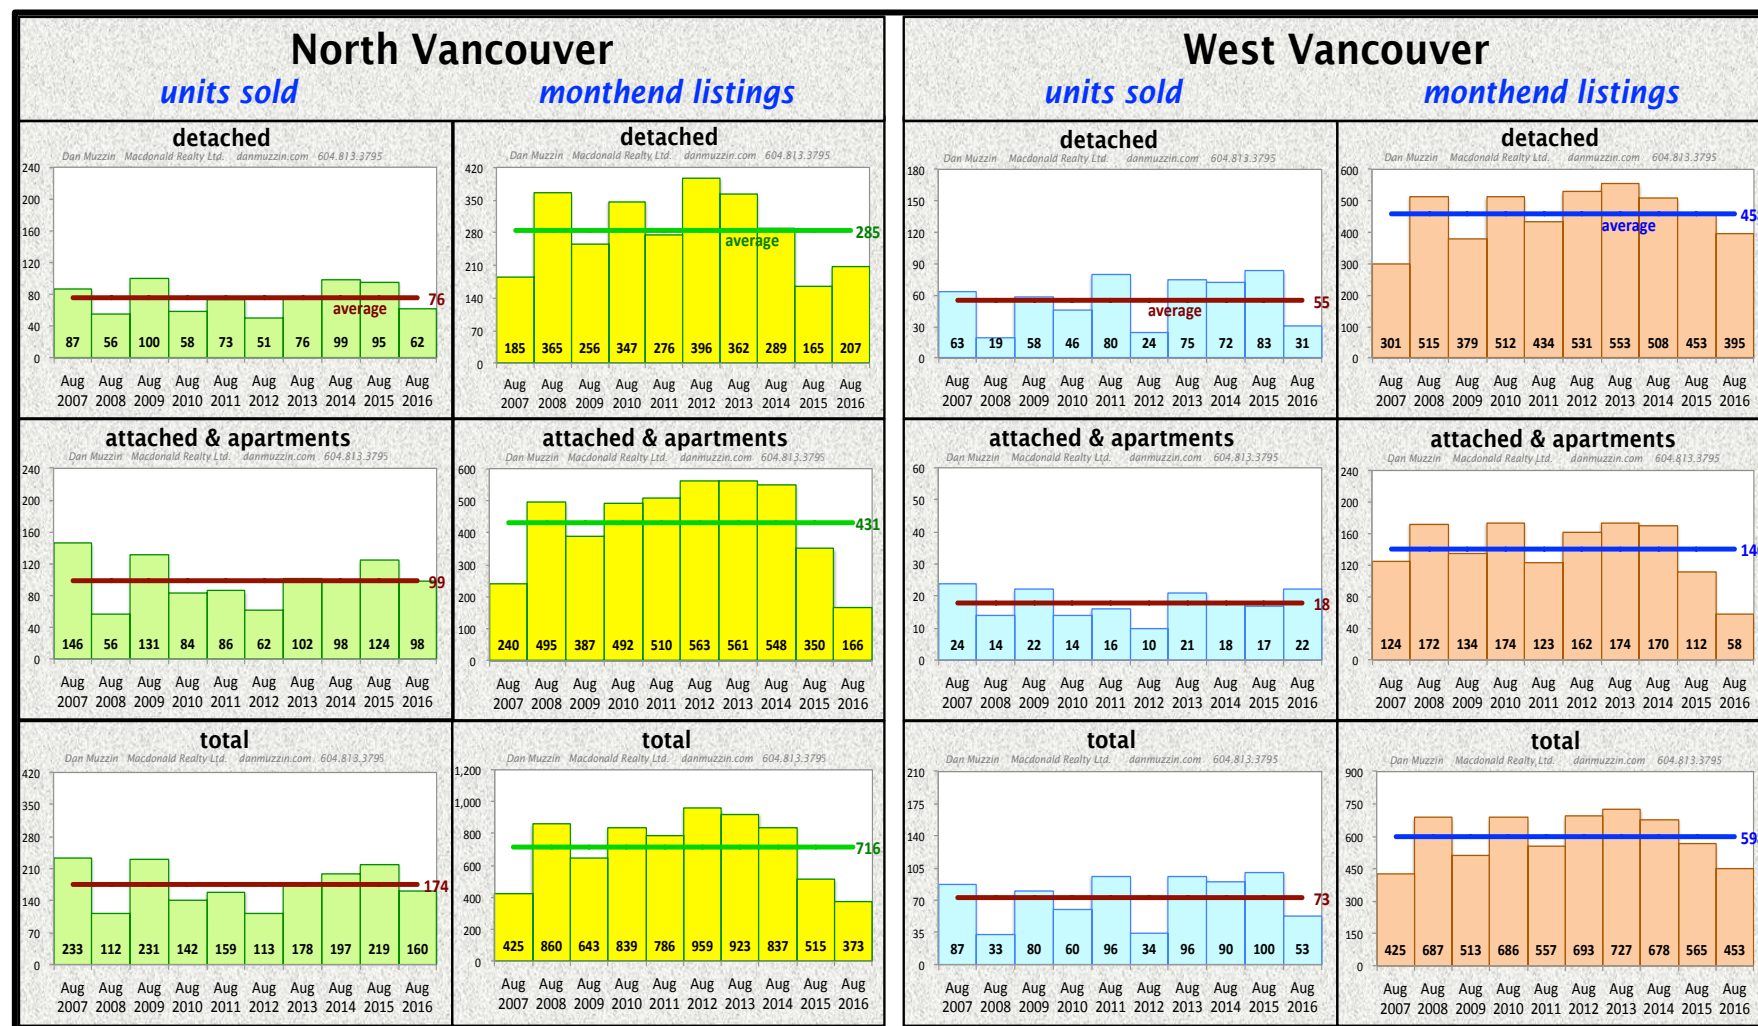 North Vancouver
units sold monthend listings
detached
Dan Muzzin Macdonald Realty Ltd. danmuzzin.com 604.813.3795
240
200
160
120
80
40
0
76
average
87 56 100 58 73 51 76 99 95 62
Aug Aug Aug Aug Aug Aug Aug Aug Aug Aug
2007 2008 2009 2010 2011 2012 2013 2014 2015 2016
detached
Dan Muzzin Macdonald Realty Ltd. danmuzzin.com 604.813.3795
420
350
280
210
140
70
0
285
average
185 365 256 347 276 396 362 289 165 207
Aug Aug Aug Aug Aug Aug Aug Aug Aug Aug
2007 2008 2009 2010 2011 2012 2013 2014 2015 2016
attached & apartments
Dan Muzzin Macdonald Realty Ltd. danmuzzin.com 604.813.3795
240
200
160
120
80
40
0
99
146 56 131 84 86 62 102 98 124 98
Aug Aug Aug Aug Aug Aug Aug Aug Aug Aug
2007 2008 2009 2010 2011 2012 2013 2014 2015 2016
attached & apartments
Dan Muzzin Macdonald Realty Ltd. danmuzzin.com 604.813.3795
600
500
400
300
200
100
0
431
240 495 387 492 510 563 561 548 350 166
Aug Aug Aug Aug Aug Aug Aug Aug Aug Aug
2007 2008 2009 2010 2011 2012 2013 2014 2015 2016
total
Dan Muzzin Macdonald Realty Ltd. danmuzzin.com 604.813.3795
420
350
280
210
140
70
0
174
233 112 231 142 159 113 178 197 219 160
Aug Aug Aug Aug Aug Aug Aug Aug Aug Aug
2007 2008 2009 2010 2011 2012 2013 2014 2015 2016
total
Dan Muzzin Macdonald Realty Ltd. danmuzzin.com 604.813.3795
1,200
1,000
800
600
400
200
0
716
425 860 643 839 786 959 923 837 515 373
Aug Aug Aug Aug Aug Aug Aug Aug Aug Aug
2007 2008 2009 2010 2011 2012 2013 2014 2015 2016
West Vancouver
units sold monthend listings
detached
Dan Muzzin Macdonald Realty Ltd. danmuzzin.com 604.813.3795
180
150
120
90
60
30
0
55
average
63 19 58 46 80 24 75 72 83 31
Aug Aug Aug Aug Aug Aug Aug Aug Aug Aug
2007 2008 2009 2010 2011 2012 2013 2014 2015 2016
detached
Dan Muzzin Macdonald Realty Ltd. danmuzzin.com 604.813.3795
600
500
400
300
200
100
0
average
301 515 379 512 434 531 553 508 453 395
Aug Aug Aug Aug Aug Aug Aug Aug Aug Aug
2007 2008 2009 2010 2011 2012 2013 2014 2015 2016
attached & apartments
Dan Muzzin Macdonald Realty Ltd. danmuzzin.com 604.813.3795
60
50
40
30
20
10
0
18
24 14 22 14 16 10 21 18 17 22
Aug Aug Aug Aug Aug Aug Aug Aug Aug Aug
2007 2008 2009 2010 2011 2012 2013 2014 2015 2016
attached & apartments
Dan Muzzin Macdonald Realty Ltd. danmuzzin.com 604.813.3795
240
200
160
120
80
40
0
124 172 134 174 123 162 174 170 112 58
Aug Aug Aug Aug Aug Aug Aug Aug Aug Aug
2007 2008 2009 2010 2011 2012 2013 2014 2015 2016
total
Dan Muzzin Macdonald Realty Ltd. danmuzzin.com 604.813.3795
210
175
140
105
70
35
0
73
87 33 80 60 96 34 96 90 100 53
Aug Aug Aug Aug Aug Aug Aug Aug Aug Aug
2007 2008 2009 2010 2011 2012 2013 2014 2015 2016
total
Dan Muzzin Macdonald Realty Ltd. danmuzzin.com 604.813.3795
900
750
600
450
300
150
0
425 687 513 686 557 693 727 678 565 453
Aug Aug Aug Aug Aug Aug Aug Aug Aug Aug
2007 2008 2009 2010 2011 2012 2013 2014 2015 2016